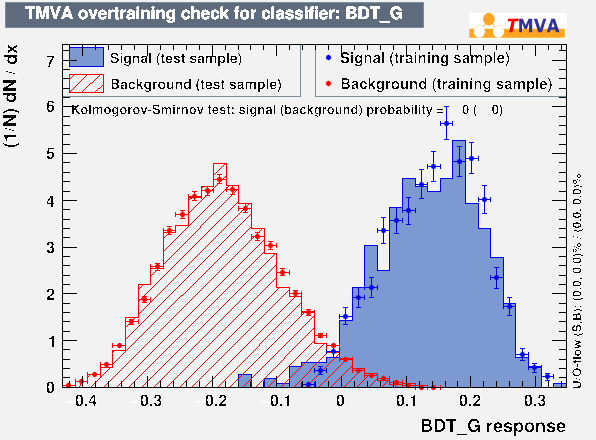 TMVA overtraining check for classifier: BDT_G
TMVA
Signal (test sample)
Background (test sample)
Signal (training sample)
Background (training sample)
Kolmogorov-Smirnov test: signal (background) probability = 0 ( 0)
(1/N) dN / dx
7
6
5
4
3
2
1
0
−0.4 −0.3 −0.2 −0.1 0 0.1 0.2 0.3
BDT_G response
U/O-flow (S,B): (0.0, 0.0)% / (0.0, 0.0)%